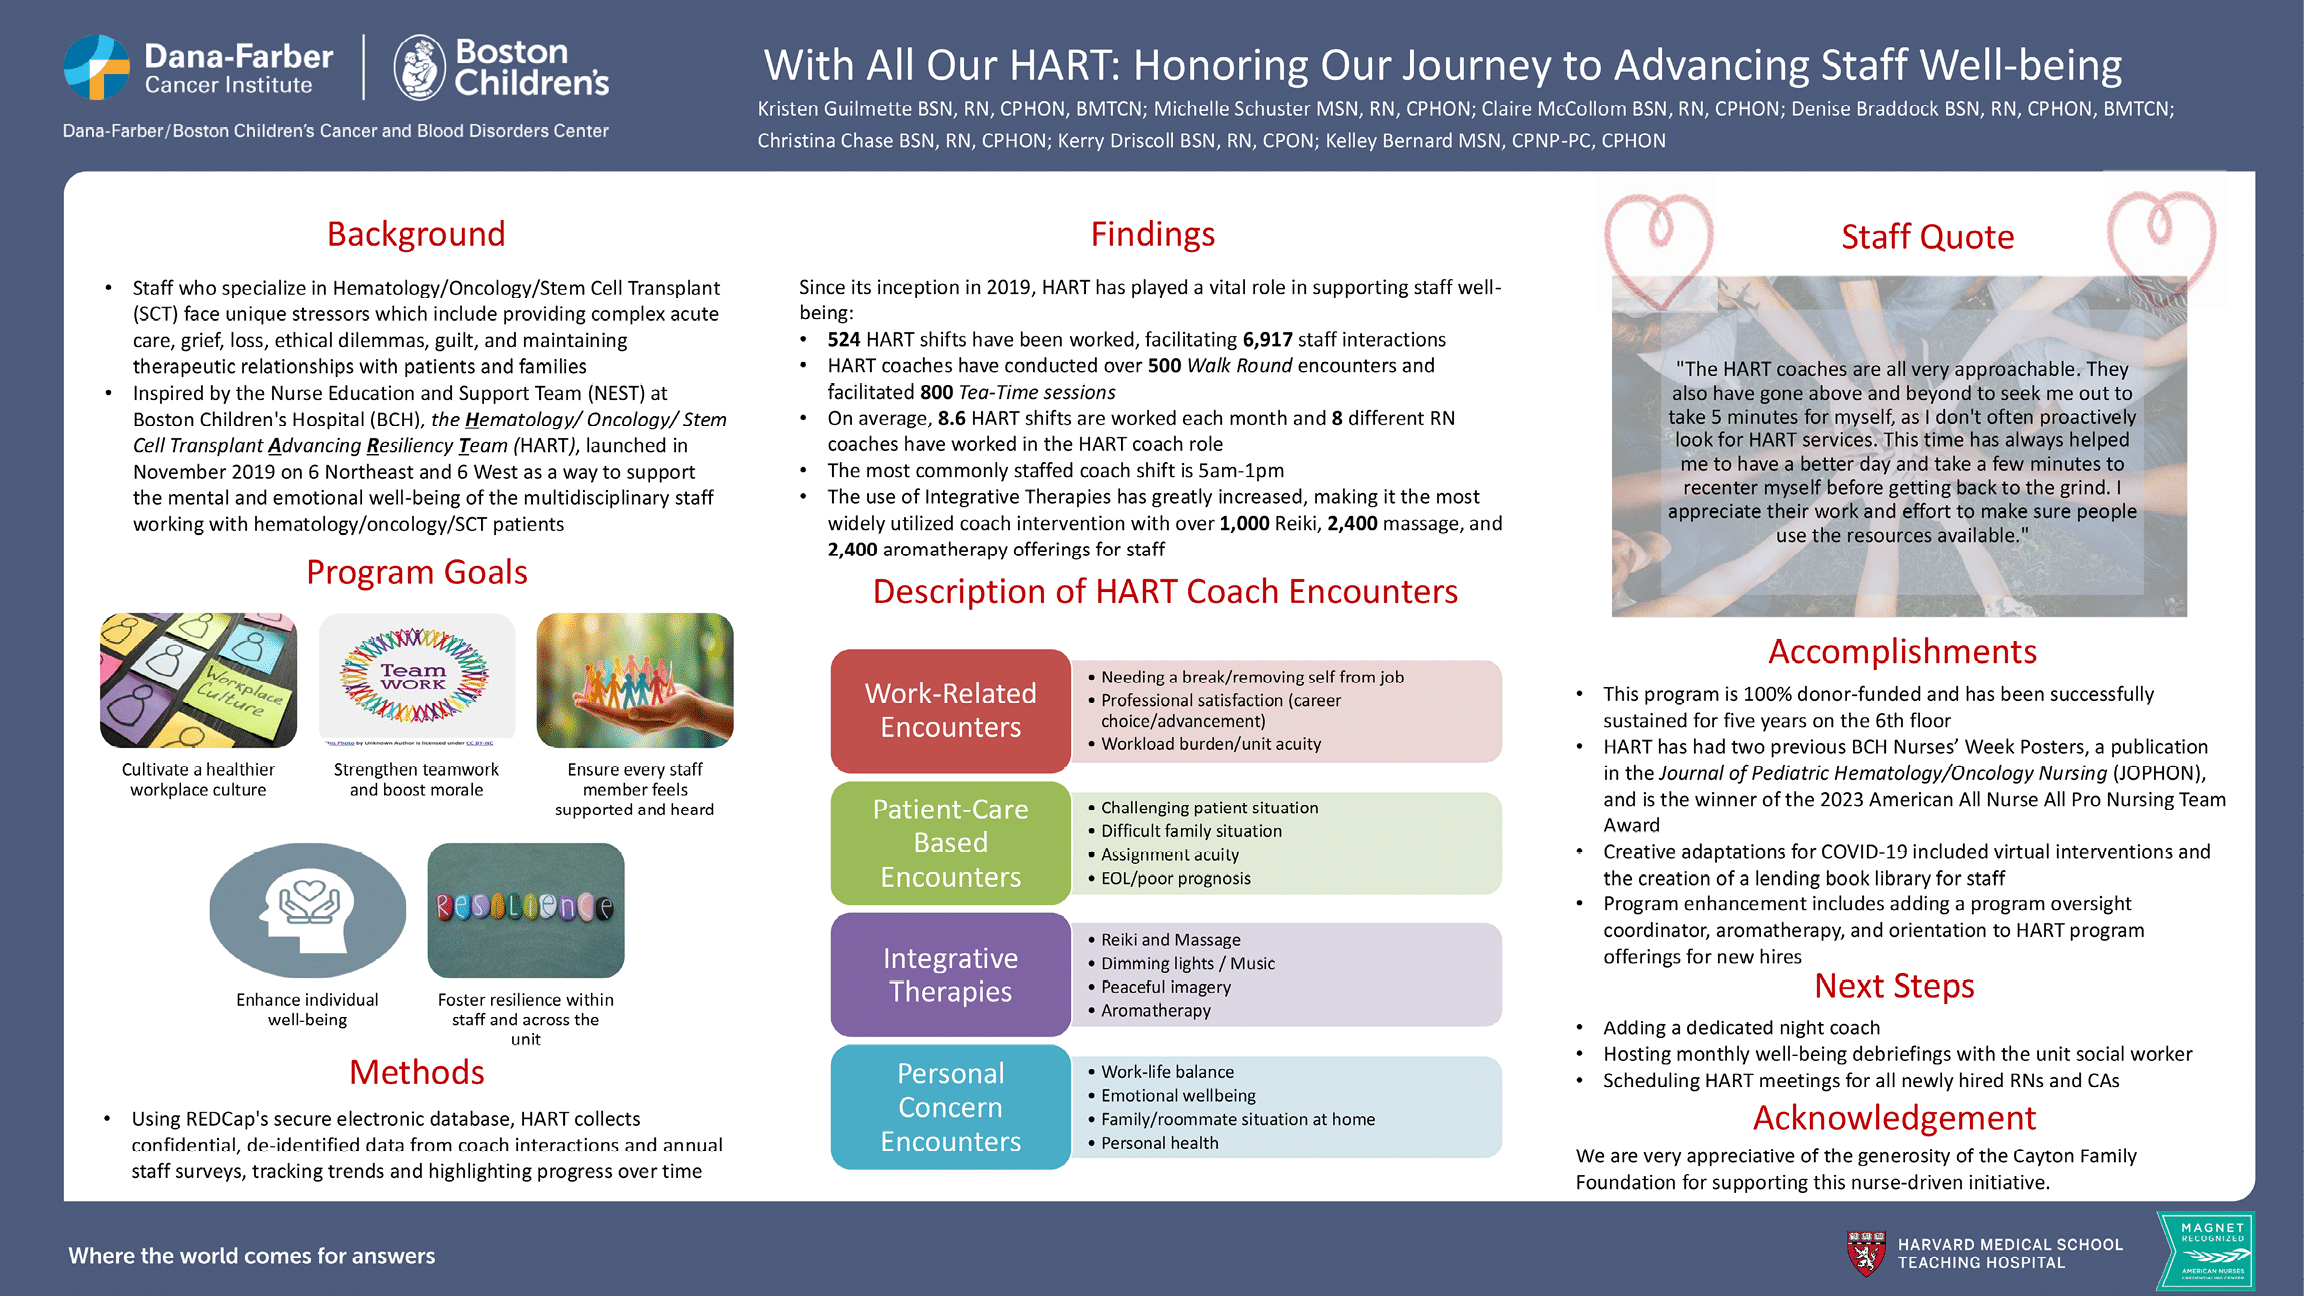 Dana-Farber
Cancer Institute
Boston
Children's
Dana-Farber/Boston Children's Cancer and Blood Disorders Center
With All Our HART: Honoring Our Journey to Advancing Staff Well-being
Kristen Guilmette BSN, RN, CPHON, BMTCN; Michelle Schuster MSN, RN, CPHON; Claire McCollom BSN, RN, CPHON; Denise Braddock BSN, RN, CPHON, BMTCN;
Christina Chase BSN, RN, CPHON; Kerry Driscoll BSN, RN, CPON; Kelley Bernard MSN, CPNP-PC, CPHON
Background
• Staff who specialize in Hematology/Oncology/Stem Cell Transplant
(SCT) face unique stressors which include providing complex acute
care, grief, loss, ethical dilemmas, guilt, and maintaining
therapeutic relationships with patients and families
• Inspired by the Nurse Education and Support Team (NEST) at
Boston Children's Hospital (BCH), the Hematology/ Oncology/ Stem
Cell Transplant Advancing Resiliency Team (HART), launched in
November 2019 on 6 Northeast and 6 West as a way to support
the mental and emotional well-being of the multidisciplinary staff
working with hematology/oncology/SCT patients
Program Goals
Workplace
Culture
Team
WORK
This Photo by Unknown Author is licensed under CC BY-NC
Cultivate a healthier
workplace culture
Strengthen teamwork
and boost morale
Ensure every staff
member feels
supported and heard
Resilience
Enhance individual
well-being
Foster resilience within
staff and across the
unit
Methods
• Using REDCap's secure electronic database, HART collects
confidential, de-identified data from coach interactions and annual
staff surveys, tracking trends and highlighting progress over time
Findings
Since its inception in 2019, HART has played a vital role in supporting staff well-
being:
• 524 HART shifts have been worked, facilitating 6,917 staff interactions
• HART coaches have conducted over 500 Walk Round encounters and
facilitated 800 Tea-Time sessions
• On average, 8.6 HART shifts are worked each month and 8 different RN
coaches have worked in the HART coach role
• The most commonly staffed coach shift is 5am-1pm
• The use of Integrative Therapies has greatly increased, making it the most
widely utilized coach intervention with over 1,000 Reiki, 2,400 massage, and
2,400 aromatherapy offerings for staff
Description of HART Coach Encounters
Work-Related
Encounters
• Needing a break/removing self from job
• Professional satisfaction (career
choice/advancement)
• Workload burden/unit acuity
Patient-Care
Based
Encounters
• Challenging patient situation
• Difficult family situation
• Assignment acuity
• EOL/poor prognosis
Integrative
Therapies
• Reiki and Massage
• Dimming lights / Music
• Peaceful imagery
• Aromatherapy
Personal
Concern
Encounters
• Work-life balance
• Emotional wellbeing
• Family/roommate situation at home
• Personal health
Staff Quote
"The HART coaches are all very approachable. They
also have gone above and beyond to seek me out to
take 5 minutes for myself, as I don't often proactively
look for HART services. This time has always helped
me to have a better day and take a few minutes to
recenter myself before getting back to the grind. I
appreciate their work and effort to make sure people
use the resources available."
Accomplishments
• This program is 100% donor-funded and has been successfully
sustained for five years on the 6th floor
• HART has had two previous BCH Nurses’ Week Posters, a publication
in the Journal of Pediatric Hematology/Oncology Nursing (JOPHON),
and is the winner of the 2023 American All Nurse All Pro Nursing Team
Award
• Creative adaptations for COVID-19 included virtual interventions and
the creation of a lending book library for staff
• Program enhancement includes adding a program oversight
coordinator, aromatherapy, and orientation to HART program
offerings for new hires
Next Steps
• Adding a dedicated night coach
• Hosting monthly well-being debriefings with the unit social worker
• Scheduling HART meetings for all newly hired RNs and CAs
Acknowledgement
We are very appreciative of the generosity of the Cayton Family
Foundation for supporting this nurse-driven initiative.
Where the world comes for answers
HARVARD MEDICAL SCHOOL
TEACHING HOSPITAL
MAGNET
RECOGNIZED
AMERICAN NURSES
CREDENTIALING CENTER